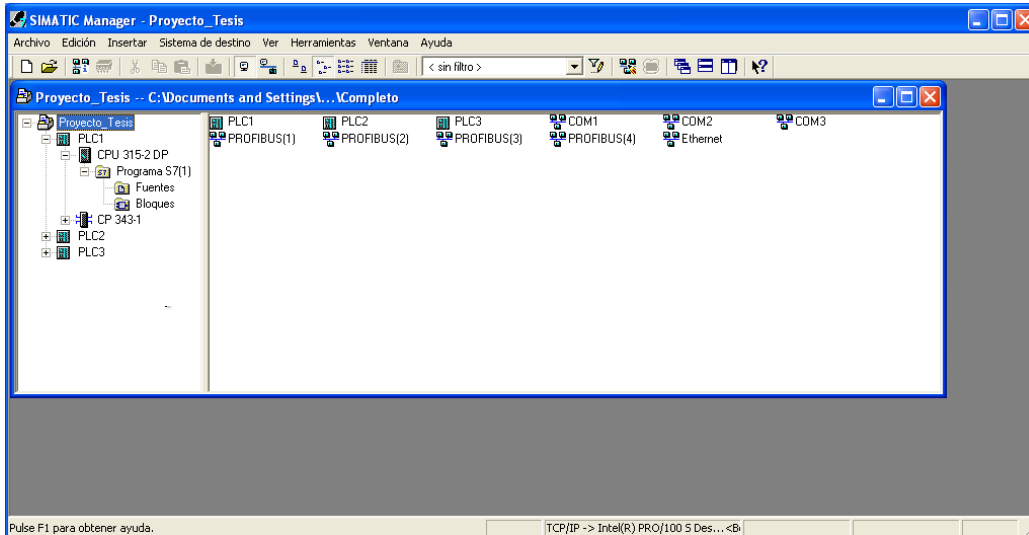 SIMATIC Manager - Proyecto_Tesis
Archivo Edición Insertar Sistema de destino Ver Herramientas Ventana Ayuda
< sin filtro >
Proyecto_Tesis -- C:\Documents and Settings\...\Completo
Proyecto_Tesis
PLC1
CPU 315-2 DP
Programa S7(1)
Fuentes
Bloques
CP 343-1
PLC2
PLC3
PLC1 PLC2 PLC3 COM1 COM2 COM3
PROFIBUS(1) PROFIBUS(2) PROFIBUS(3) PROFIBUS(4) Ethernet
Pulse F1 para obtener ayuda. TCP/IP -> Intel(R) PRO/100 S Des...<B